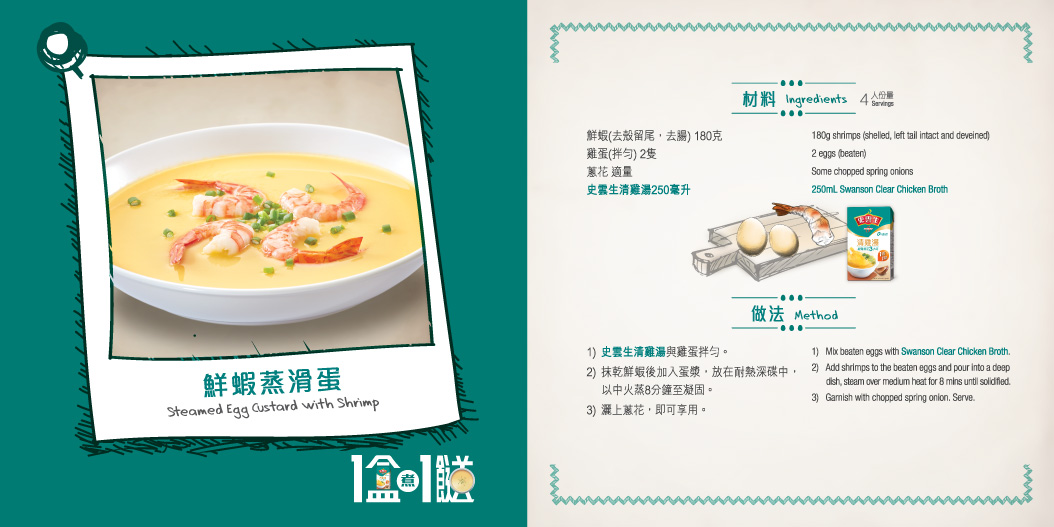 鮮蝦蒸滑蛋
Steamed Egg Custard with Shrimp
1盒煮1餸
材料 Ingredients 4 人份量 Servings
鮮蝦(去殼留尾，去腸) 180克
雞蛋(拌勻) 2隻
蔥花 適量
史雲生清雞湯250毫升
180g shrimps (shelled, left tail intact and deveined)
2 eggs (beaten)
Some chopped spring onions
250mL Swanson Clear Chicken Broth
史雲生
清雞湯
做法 Method
1) 史雲生清雞湯與雞蛋拌勻。
2) 抹乾鮮蝦後加入蛋漿，放在耐熱深碟中，
以中火蒸8分鐘至凝固。
3) 灑上蔥花，即可享用。
1) Mix beaten eggs with Swanson Clear Chicken Broth.
2) Add shrimps to the beaten eggs and pour into a deep
dish, steam over medium heat for 8 mins until solidified.
3) Garnish with chopped spring onion. Serve.